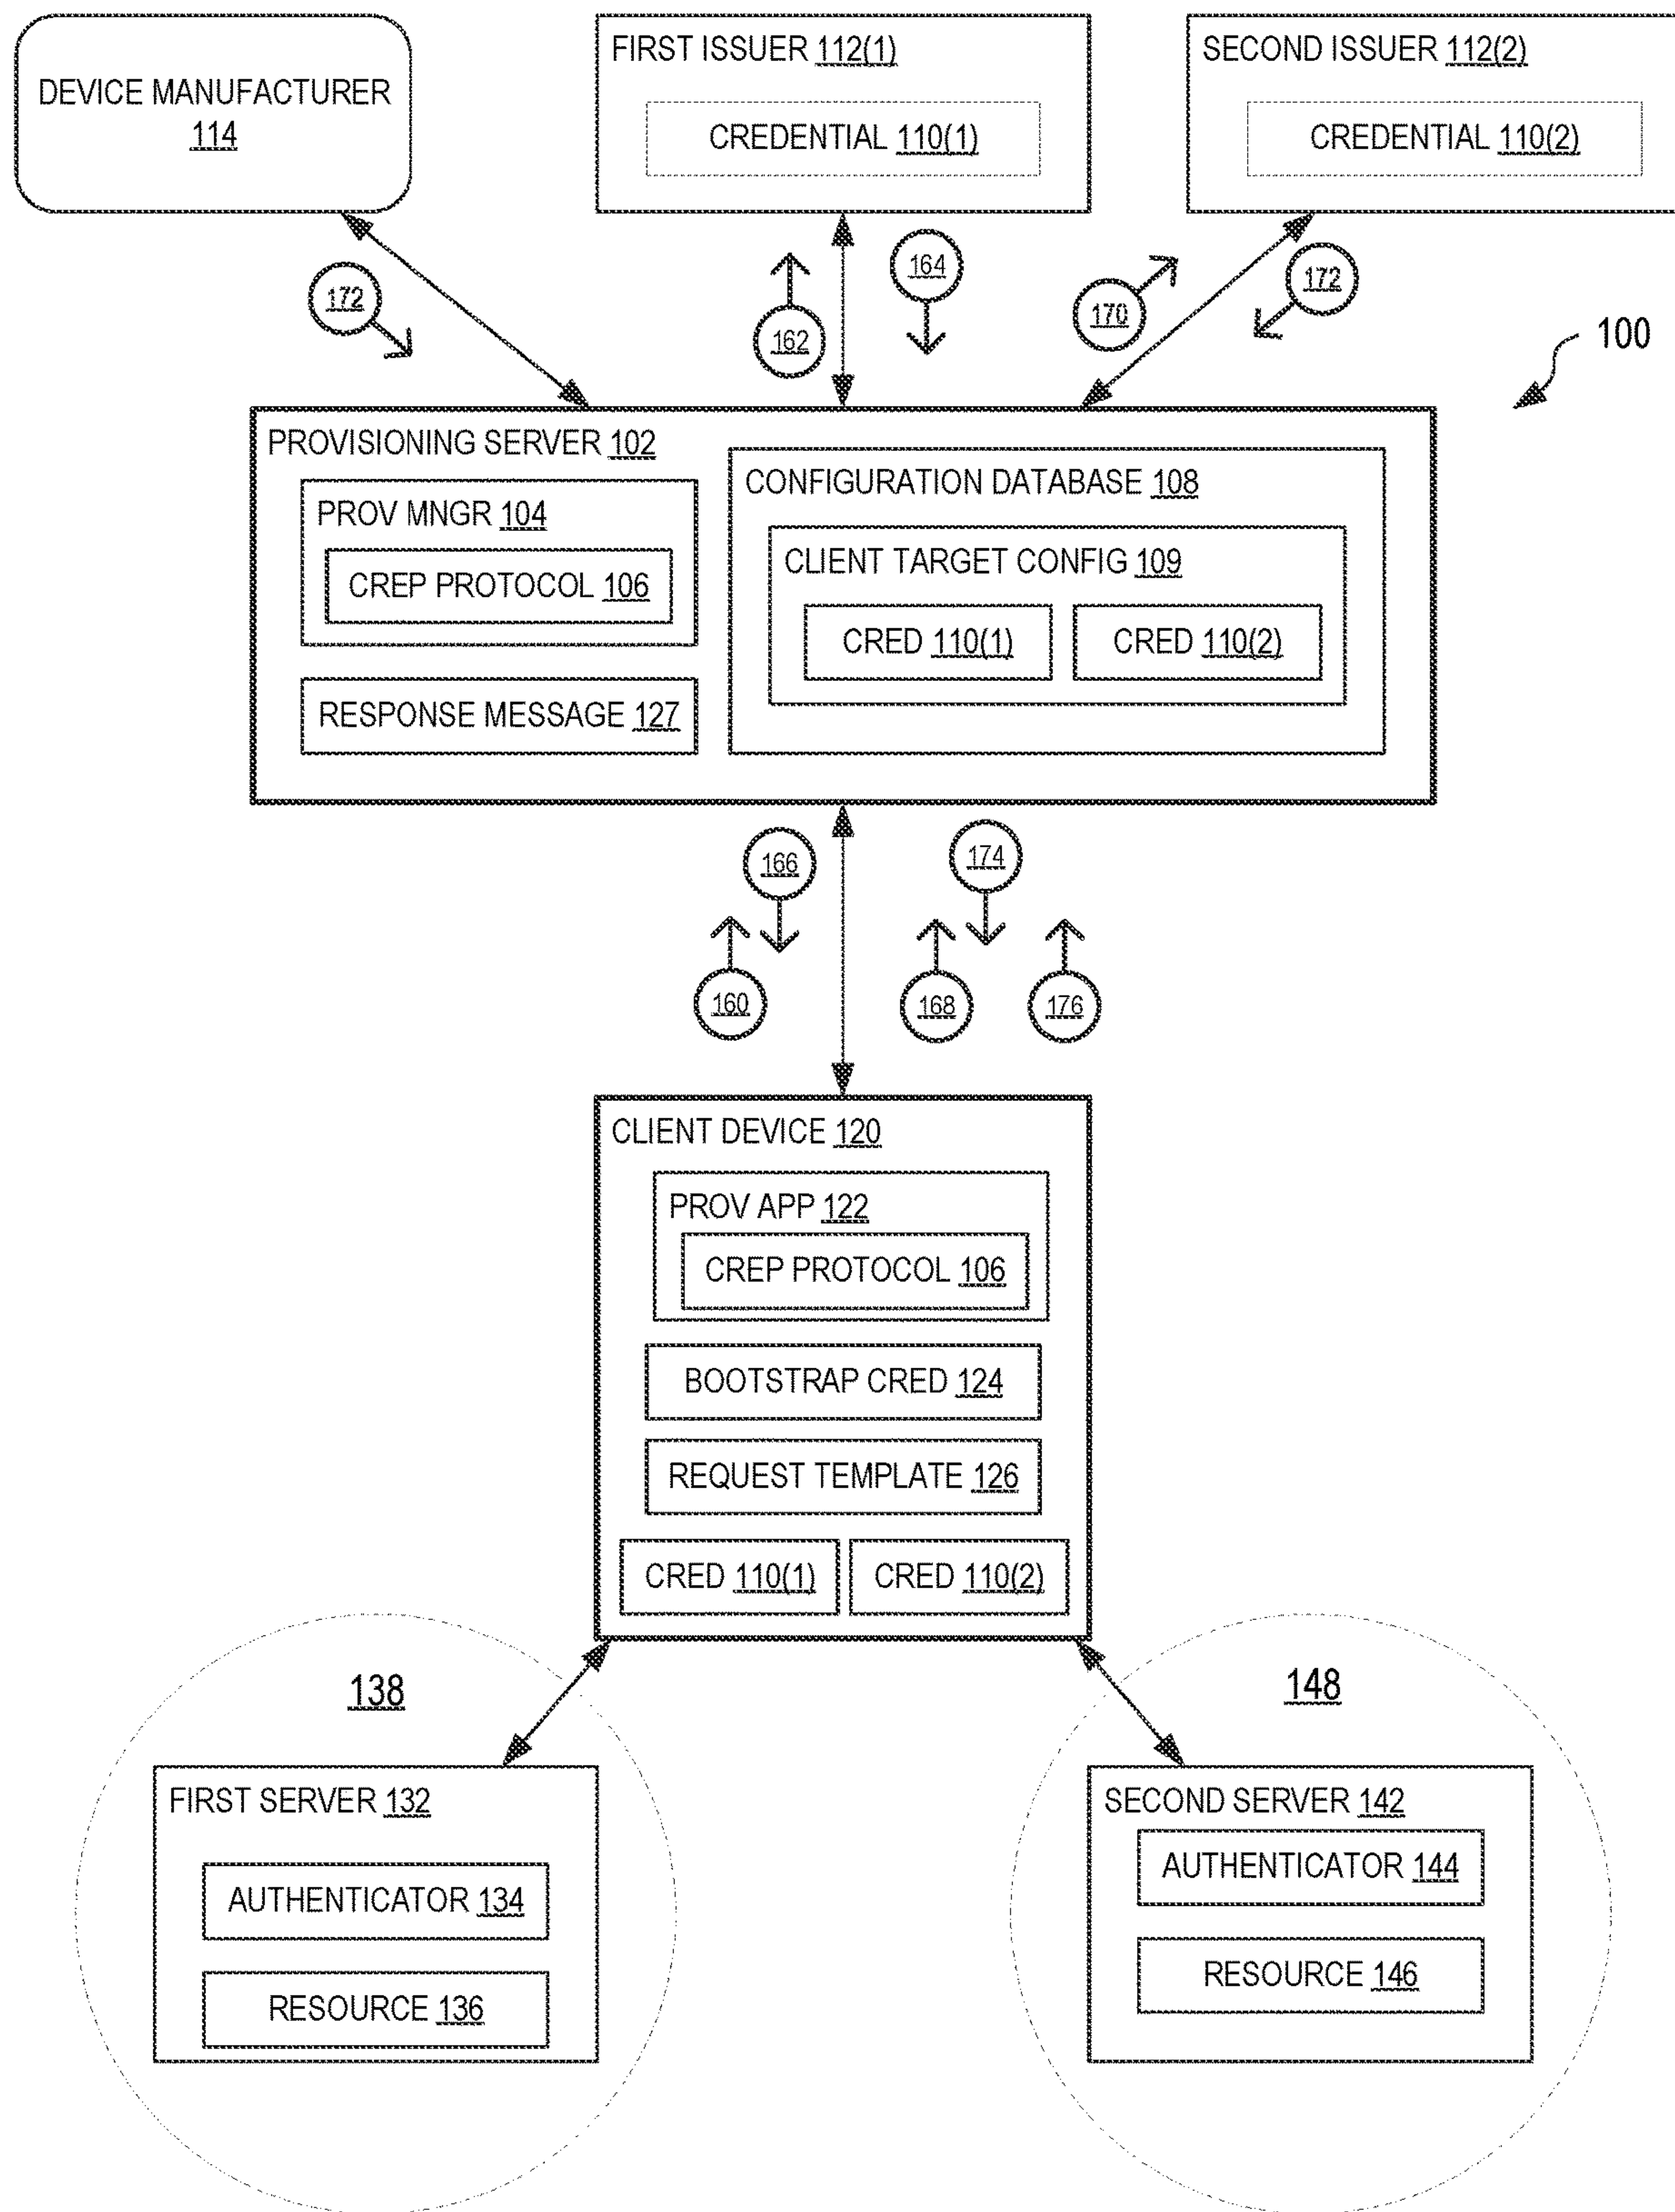 DEVICE MANUFACTURER
114
FIRST ISSUER 112(1)
CREDENTIAL 110(1)
SECOND ISSUER 112(2)
CREDENTIAL 110(2)
172
162
164
170
172
100
PROVISIONING SERVER 102
PROV MNGR 104
CREP PROTOCOL 106
RESPONSE MESSAGE 127
CONFIGURATION DATABASE 108
CLIENT TARGET CONFIG 109
CRED 110(1)
CRED 110(2)
166
174
160
168
176
CLIENT DEVICE 120
PROV APP 122
CREP PROTOCOL 106
BOOTSTRAP CRED 124
REQUEST TEMPLATE 126
CRED 110(1)
CRED 110(2)
138
FIRST SERVER 132
AUTHENTICATOR 134
RESOURCE 136
148
SECOND SERVER 142
AUTHENTICATOR 144
RESOURCE 146